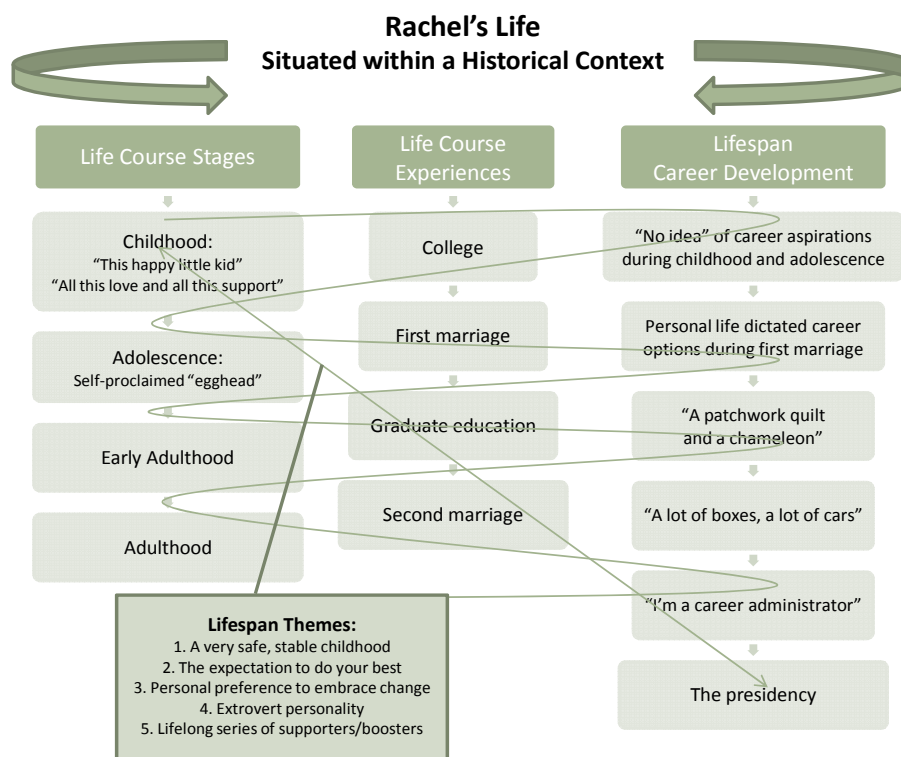 Rachel’s Life
Situated within a Historical Context
Life Course Stages
Childhood:
“This happy little kid”
“All this love and all this support”
Adolescence:
Self-proclaimed “egghead”
Early Adulthood
Adulthood
Life Course
Experiences
College
First marriage
Graduate education
Second marriage
Lifespan
Career Development
“No idea” of career aspirations
during childhood and adolescence
Personal life dictated career
options during first marriage
“A patchwork quilt
and a chameleon”
“A lot of boxes, a lot of cars”
“I’m a career administrator”
The presidency
Lifespan Themes:
1. A very safe, stable childhood
2. The expectation to do your best
3. Personal preference to embrace change
4. Extrovert personality
5. Lifelong series of supporters/boosters